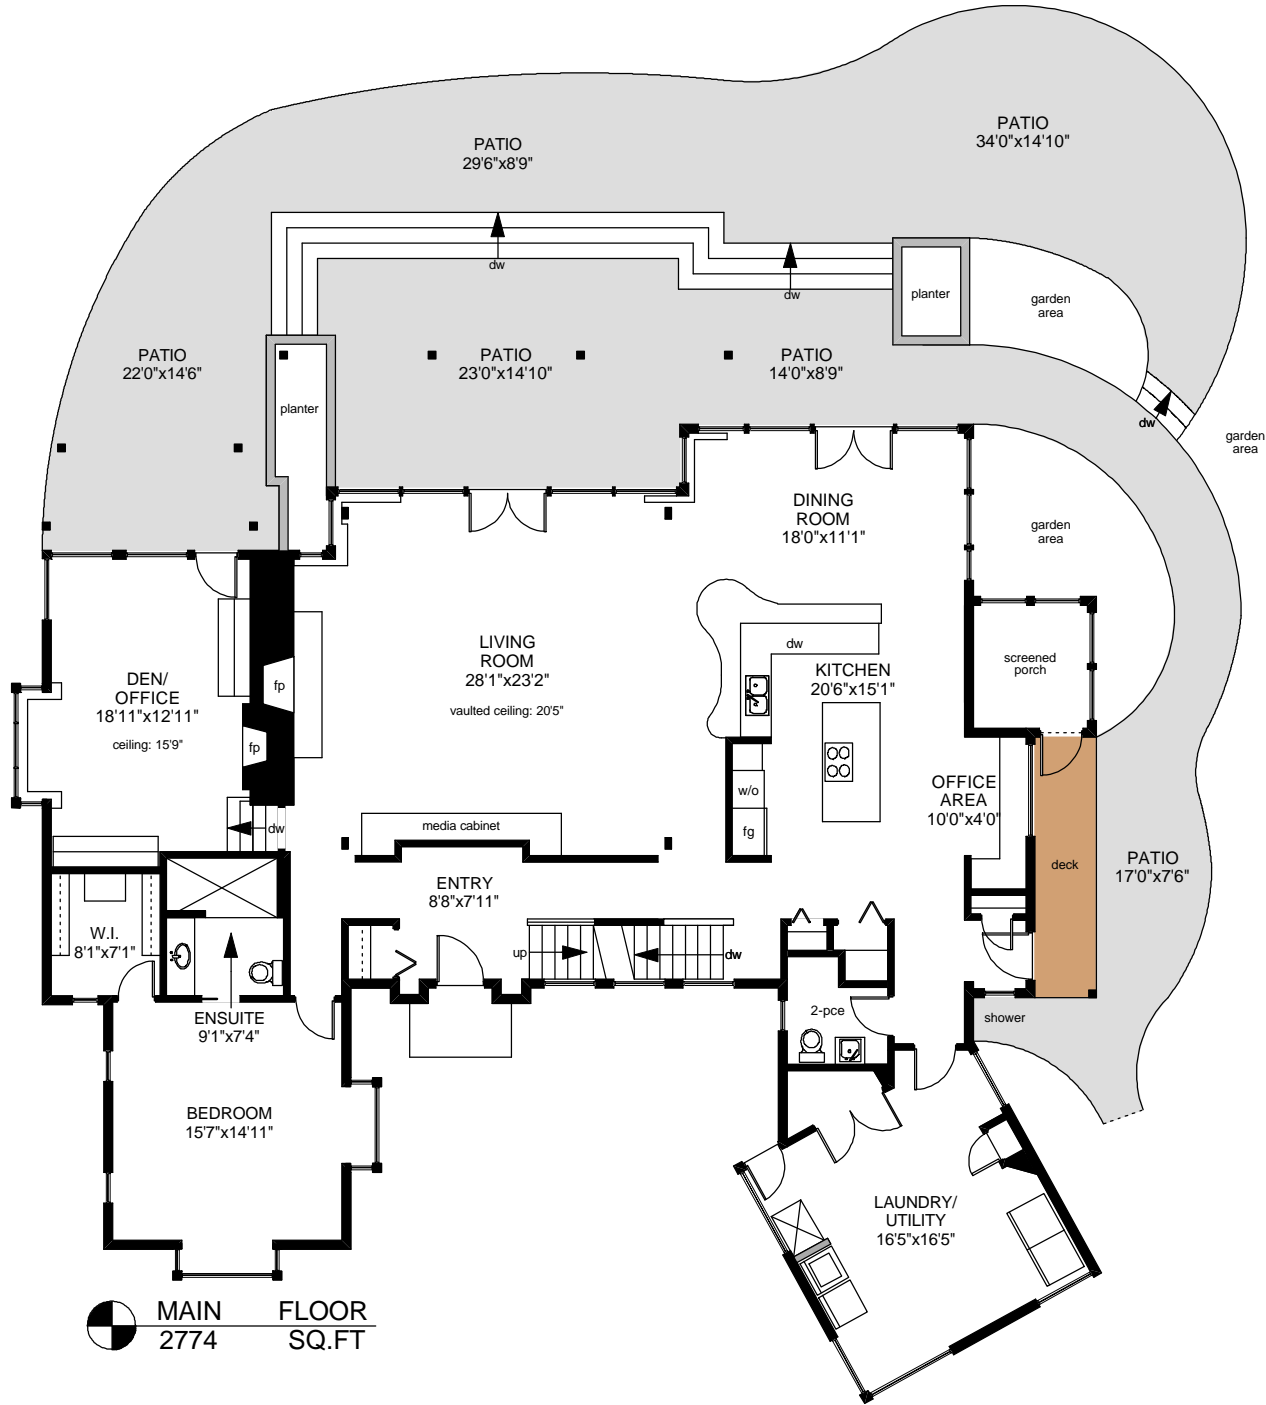 PATIO
34'0"x14'10"
PATIO
29'6"x8'9"
dw
dw
planter
garden
area
PATIO
22'0"x14'6"
PATIO
23'0"x14'10"
PATIO
14'0"x8'9"
planter
dw
garden
area
DINING
ROOM
18'0"x11'1"
garden
area
LIVING
ROOM
28'1"x23'2"
vaulted ceiling: 20'5"
dw
KITCHEN
20'6"x15'1"
screened
porch
DEN/
OFFICE
18'11"x12'11"
ceiling: 15'9"
fp
fp
w/o
fg
OFFICE
AREA
10'0"x4'0"
dw
media cabinet
deck
PATIO
17'0"x7'6"
ENTRY
8'8"x7'11"
W.I.
8'1"x7'1"
up
dw
ENSUITE
9'1"x7'4"
2-pce
shower
BEDROOM
15'7"x14'11"
LAUNDRY/
UTILITY
16'5"x16'5"
MAIN FLOOR
2774 SQ.FT